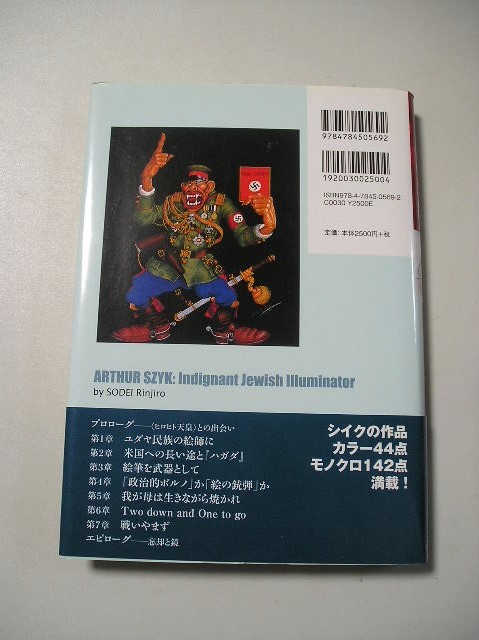 9784784505692
1920030025004
ISBN978-4-7845-0569-2
C0030 ¥2500E
定価：本体2500円+税
ARTHUR SZYK: Indignant Jewish Illuminator
by SODEI Rinjiro
プロローグ──〈ヒロヒト天皇〉との出会い
第1章 ユダヤ民族の絵師に
第2章 米国への長い途と『ハガダ』
第3章 絵筆を武器として
第4章 「政治的ポルノ」か「絵の銃弾」か
第5章 我が母は生きながら焼かれ
第6章 Two down and One to go
第7章 戦いやまず
エピローグ──忘却と鏡
シイクの作品
カラー44点
モノクロ142点
満載！